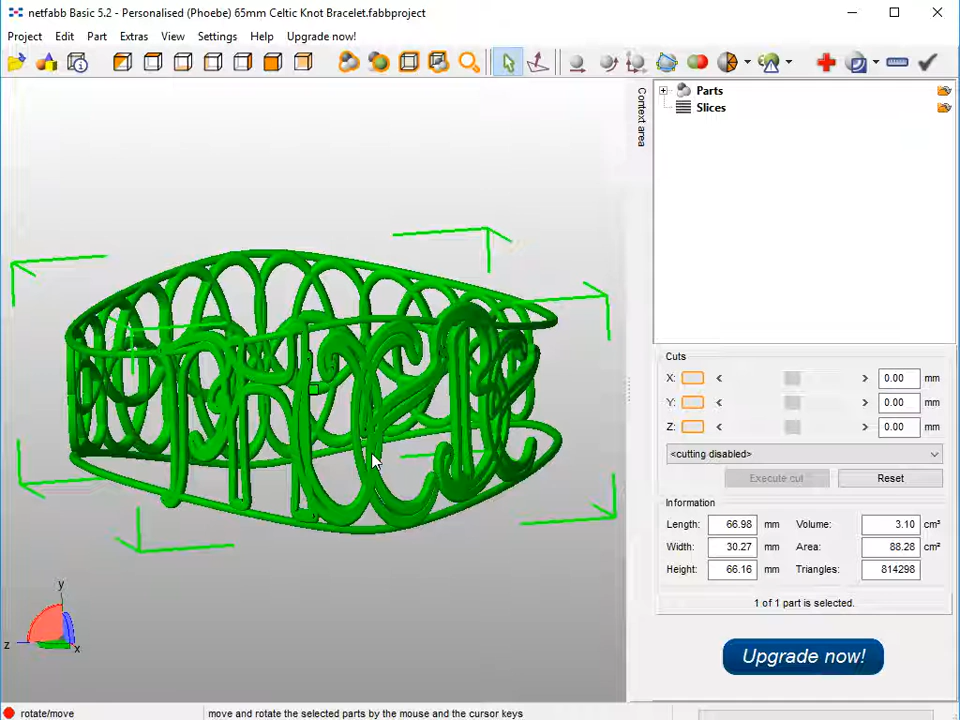 netfabb Basic 5.2 - Personalised (Phoebe) 65mm Celtic Knot Bracelet.fabbproject
Project Edit Part Extras View Settings Help Upgrade now!
Context area
Parts
Slices
Cuts
X: < > 0.00 mm
Y: < > 0.00 mm
Z: < > 0.00 mm
<cutting disabled>
Execute cut Reset
Information
Length: 66.98 mm Volume: 3.10 cm³
Width: 30.27 mm Area: 88.28 cm²
Height: 66.16 mm Triangles: 814298
1 of 1 part is selected.
Upgrade now!
y
z
x
rotate/move move and rotate the selected parts by the mouse and the cursor keys